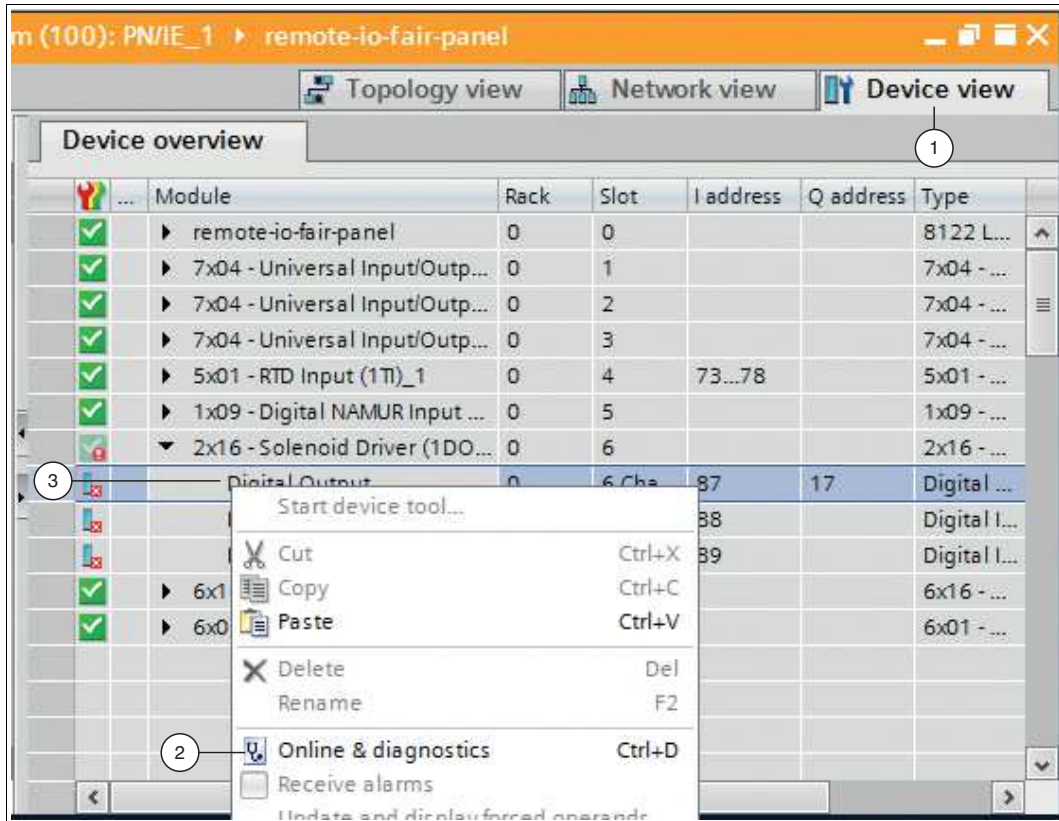 m (100): PN/IE_1 ▸ remote-io-fair-panel
Topology view Network view Device view
1
Device overview
... Module Rack Slot I address Q address Type
remote-io-fair-panel 0 0 8122 L...
7x04 - Universal Input/Outp... 0 1 7x04 - ...
7x04 - Universal Input/Outp... 0 2 7x04 - ...
7x04 - Universal Input/Outp... 0 3 7x04 - ...
5x01 - RTD Input (1TI)_1 0 4 73...78 5x01 - ...
1x09 - Digital NAMUR Input ... 0 5 1x09 - ...
2x16 - Solenoid Driver (1DO... 0 6 2x16 - ...
3 Digital Output 0 6 Cha 87 17 Digital ...
Start device tool...
88 Digital I...
Cut Ctrl+X 89 Digital I...
6x1 Copy Ctrl+C 6x16 - ...
6x0 Paste Ctrl+V 6x01 - ...
Delete Del
Rename F2
2 Online & diagnostics Ctrl+D
Receive alarms
Update and display forced operands